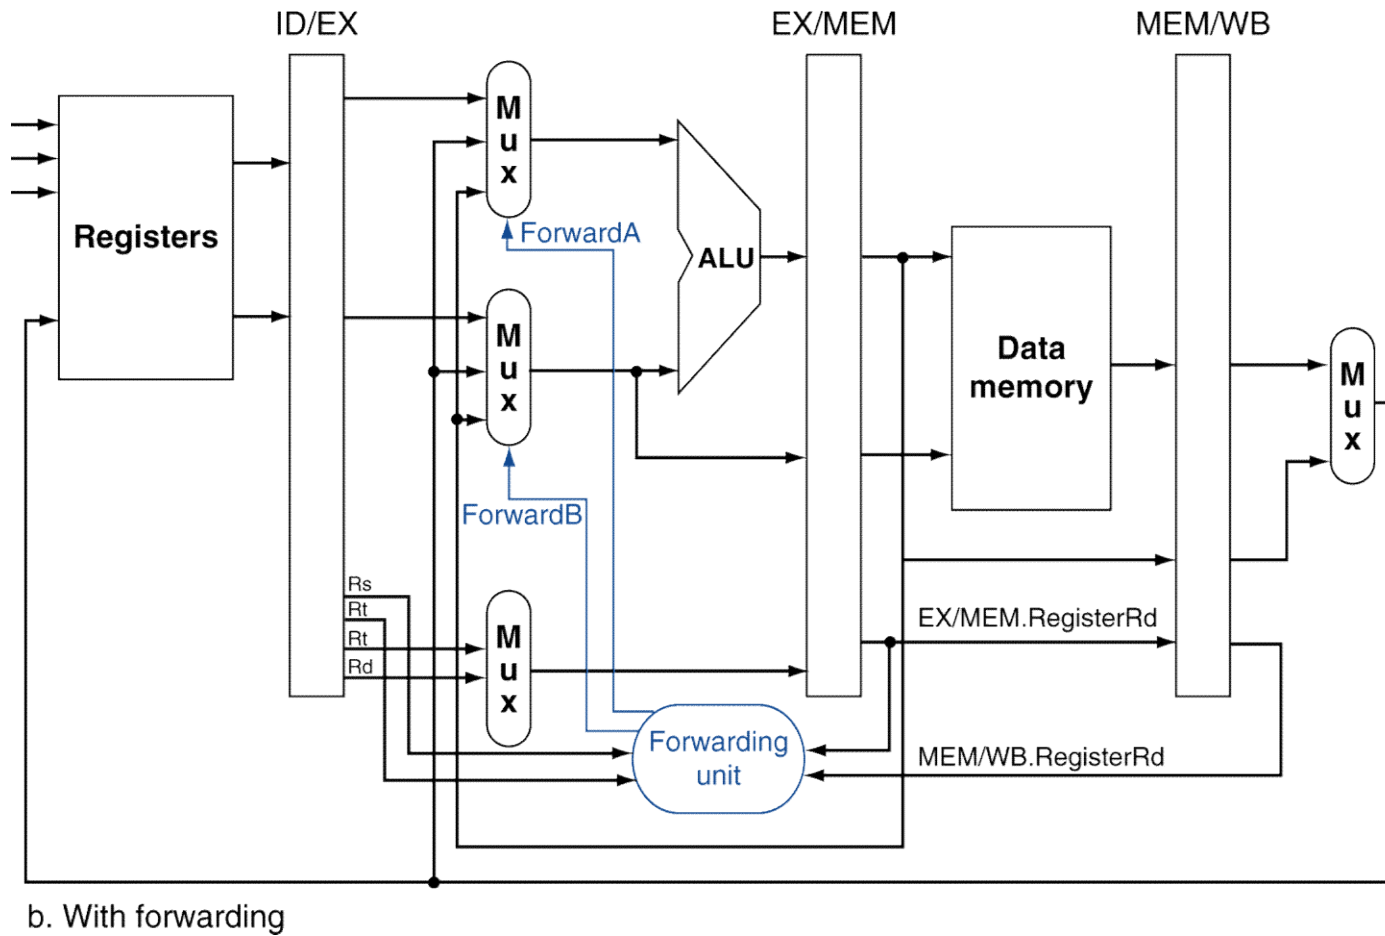 ID/EX
EX/MEM
MEM/WB
M
u
x
Registers
ForwardA
ALU
M
u
x
Data
memory
M
u
x
ForwardB
Rs
Rt
Rt
Rd
M
u
x
EX/MEM.RegisterRd
Forwarding
unit
MEM/WB.RegisterRd
b. With forwarding